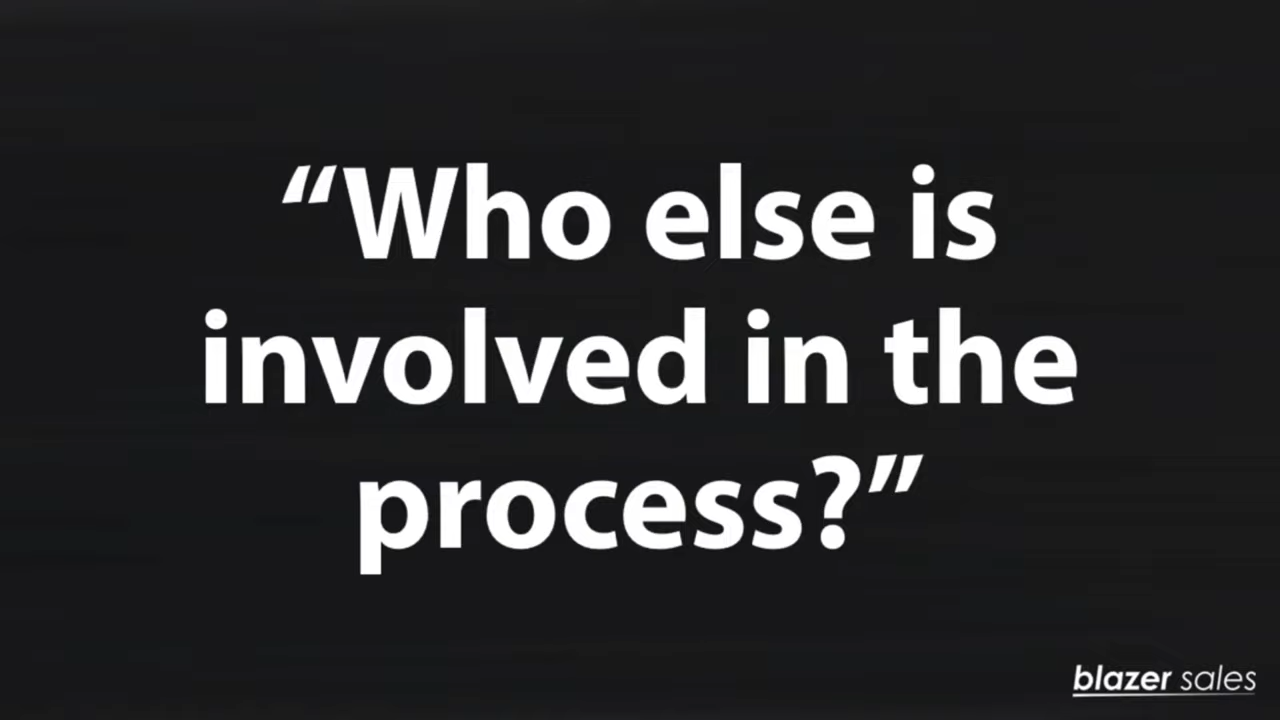 “Who else is
involved in the
process?”
blazer sales